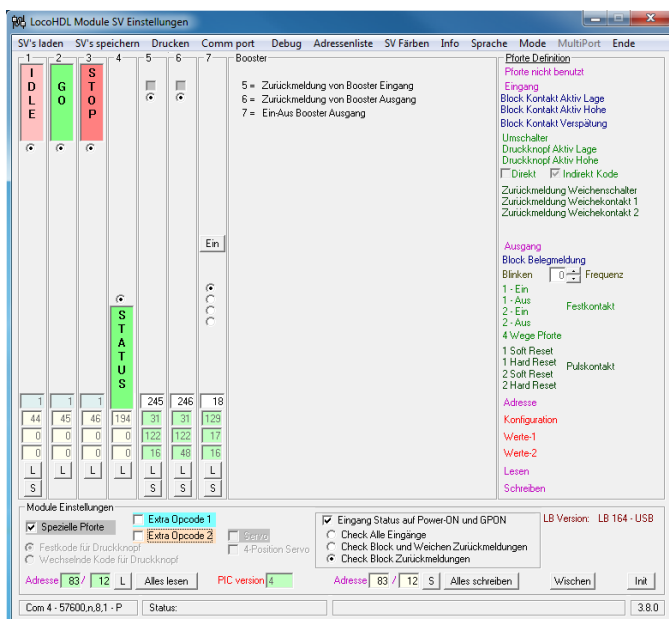 LocoHDL Module SV Einstellungen
SV's laden SV's speichern Drucken Comm port Debug Adressenliste SV Färben Info Sprache Mode MultiPort Ende
1 2 3 4 5 6 7 Booster
IDLE
GO
STOP
5 = Zurückmeldung von Booster Eingang
6 = Zurückmeldung von Booster Ausgang
7 = Ein-Aus Booster Ausgang
Ein
STATUS
1 1 1 245 246 18
44 45 46 194 31 31 129
0 0 0 0 122 122 17
0 0 0 0 16 48 16
L L L L L L L
S S S S
Pforte Definition
Pforte nicht benutzt
Eingang
Block Kontakt Aktiv Lage
Block Kontakt Aktiv Hohe
Block Kontakt Verspätung
Umschalter
Druckknopf Aktiv Lage
Druckknopf Aktiv Hohe
Direkt Indirekt Kode
Zurückmeldung Weichenschalter
Zurückmeldung Weichekontakt 1
Zurückmeldung Weichekontakt 2
Ausgang
Block Belegmeldung
Blinken 0 Frequenz
1 - Ein
1 - Aus
2 - Ein
2 - Aus
Festkontakt
4 Wege Pforte
1 Soft Reset
1 Hard Reset
2 Soft Reset
2 Hard Reset
Pulskontakt
Adresse
Konfiguration
Werte-1
Werte-2
Lesen
Schreiben
Module Einstellungen
Spezielle Pforte
Extra Opcode 1
Extra Opcode 2
Servo
4-Position Servo
Festkode für Druckknopf
Wechselnde Kode für Druckknopf
Eingang Status auf Power-ON und GPON
Check Alle Eingänge
Check Block und Weichen Zurückmeldungen
Check Block Zurückmeldungen
LB Version: LB 164 - USB
Adresse 83 / 12 L Alles lesen PIC version 4 Adresse 83 / 12 S Alles schreiben Wischen Init
Com 4 - 57600,n,8,1 - P Status: 3.8.0